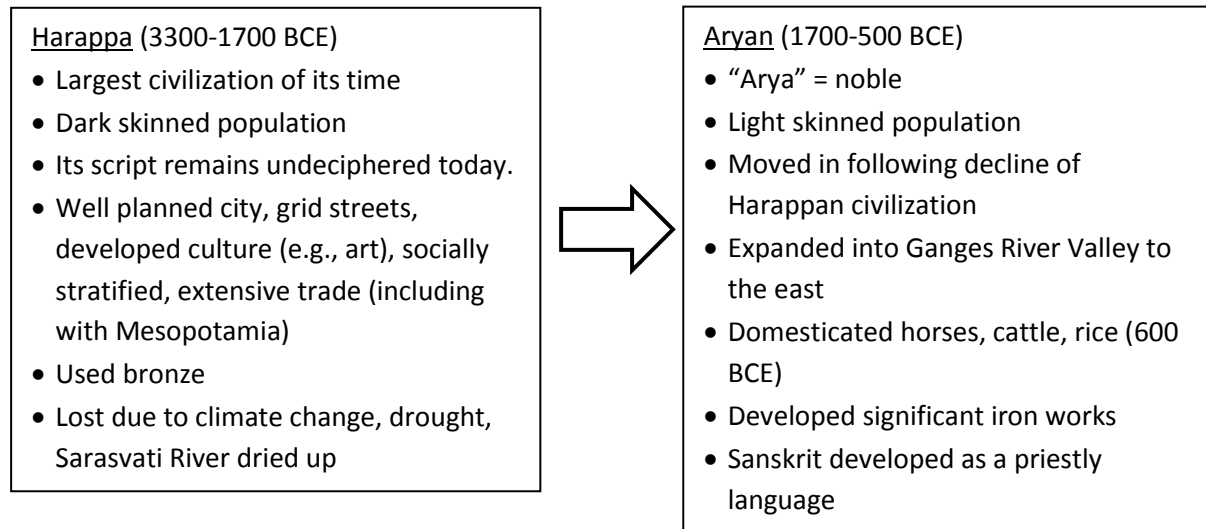 Harappa (3300-1700 BCE)
• Largest civilization of its time
• Dark skinned population
• Its script remains undeciphered today.
• Well planned city, grid streets,
developed culture (e.g., art), socially
stratified, extensive trade (including
with Mesopotamia)
• Used bronze
• Lost due to climate change, drought,
Sarasvati River dried up
Aryan (1700-500 BCE)
• “Arya” = noble
• Light skinned population
• Moved in following decline of
Harappan civilization
• Expanded into Ganges River Valley to
the east
• Domesticated horses, cattle, rice (600
BCE)
• Developed significant iron works
• Sanskrit developed as a priestly
language